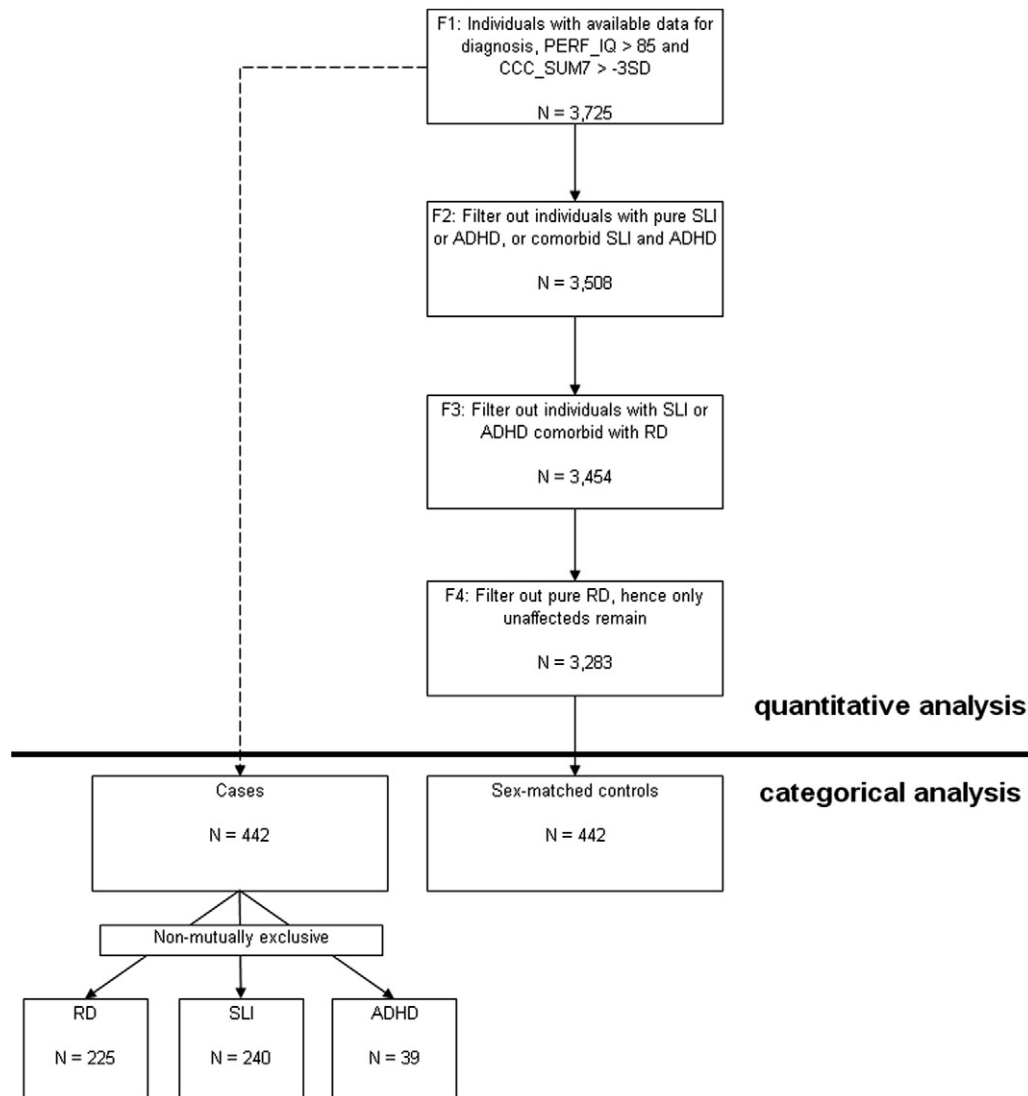 F1: Individuals with available data for
diagnosis, PERF_IQ > 85 and
CCC_SUM7 > -3SD
N = 3,725
F2: Filter out individuals with pure SLI
or ADHD, or comorbid SLI and ADHD
N = 3,508
F3: Filter out individuals with SLI or
ADHD comorbid with RD
N = 3,454
F4: Filter out pure RD, hence only
unaffecteds remain
N = 3,283
quantitative analysis
categorical analysis
Cases
N = 442
Sex-matched controls
N = 442
Non-mutually exclusive
RD
N = 225
SLI
N = 240
ADHD
N = 39